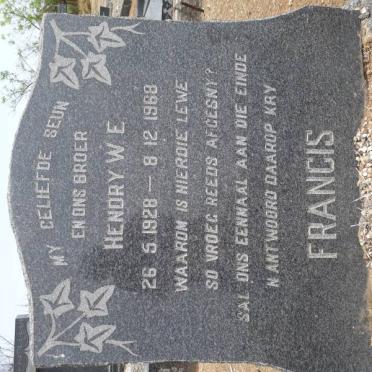 MY GELIEFDE SEUN
EN ONS BROER
HENDRY W E
26. 5. 1928 — 8. 12. 1968
WAAROM IS HIERDIE LEWE
SO VROEG REEDS AFGESNY?
SAL ONS EENMAAL AAN DIE EINDE
N ANTWOORD DAAROP KRY
FRANCIS